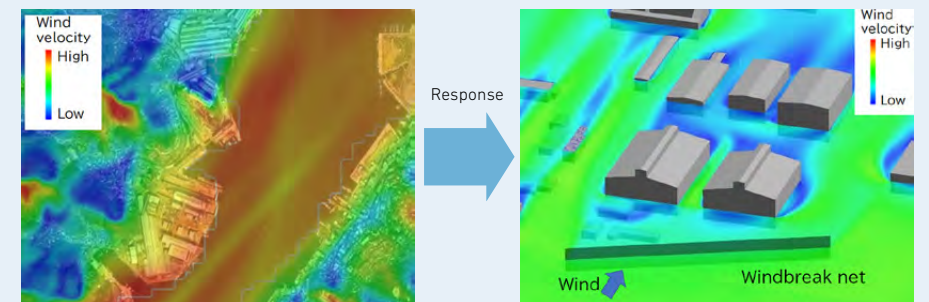 Wind
velocity
High
Low
Response
Wind
velocity
High
Low
Wind
Windbreak net